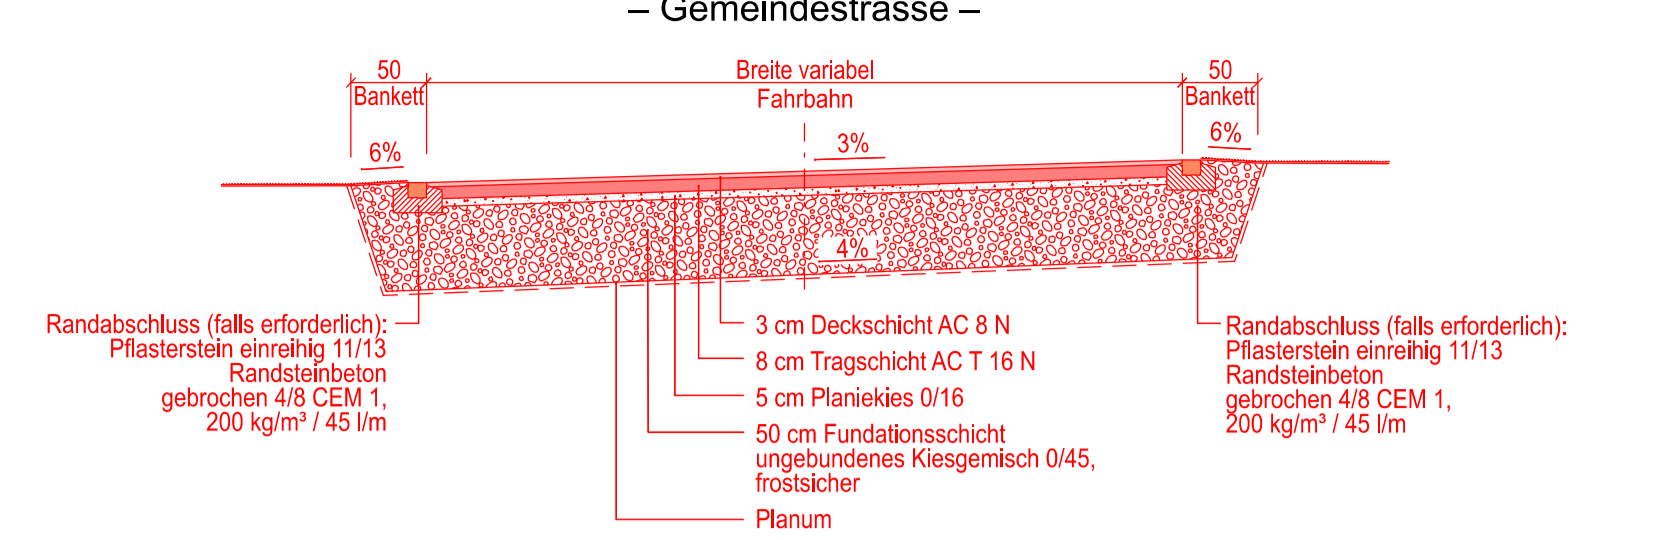 – Gemeindestrasse –
50
Breite variabel
50
Bankett
Fahrbahn
Bankett
6%
3%
6%
4%
Randabschluss (falls erforderlich):
Pflasterstein einreihig 11/13
Randsteinbeton
gebrochen 4/8 CEM 1,
200 kg/m³ / 45 l/m
3 cm Deckschicht AC 8 N
8 cm Tragschicht AC T 16 N
5 cm Planiekies 0/16
50 cm Fundationsschicht
ungebundenes Kiesgemisch 0/45,
frostsicher
Planum
Randabschluss (falls erforderlich):
Pflasterstein einreihig 11/13
Randsteinbeton
gebrochen 4/8 CEM 1,
200 kg/m³ / 45 l/m